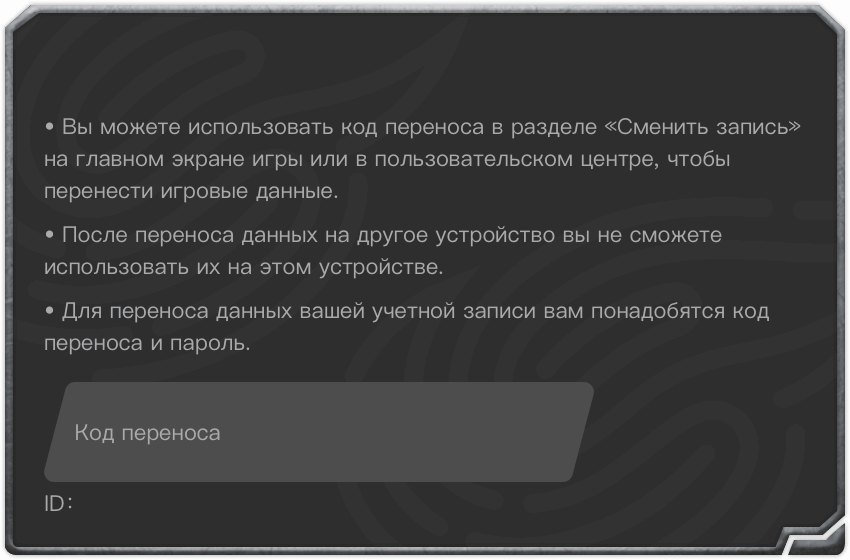 • Вы можете использовать код переноса в разделе «Сменить запись»
на главном экране игры или в пользовательском центре, чтобы
перенести игровые данные.
• После переноса данных на другое устройство вы не сможете
использовать их на этом устройстве.
• Для переноса данных вашей учетной записи вам понадобятся код
переноса и пароль.
Код переноса
ID: